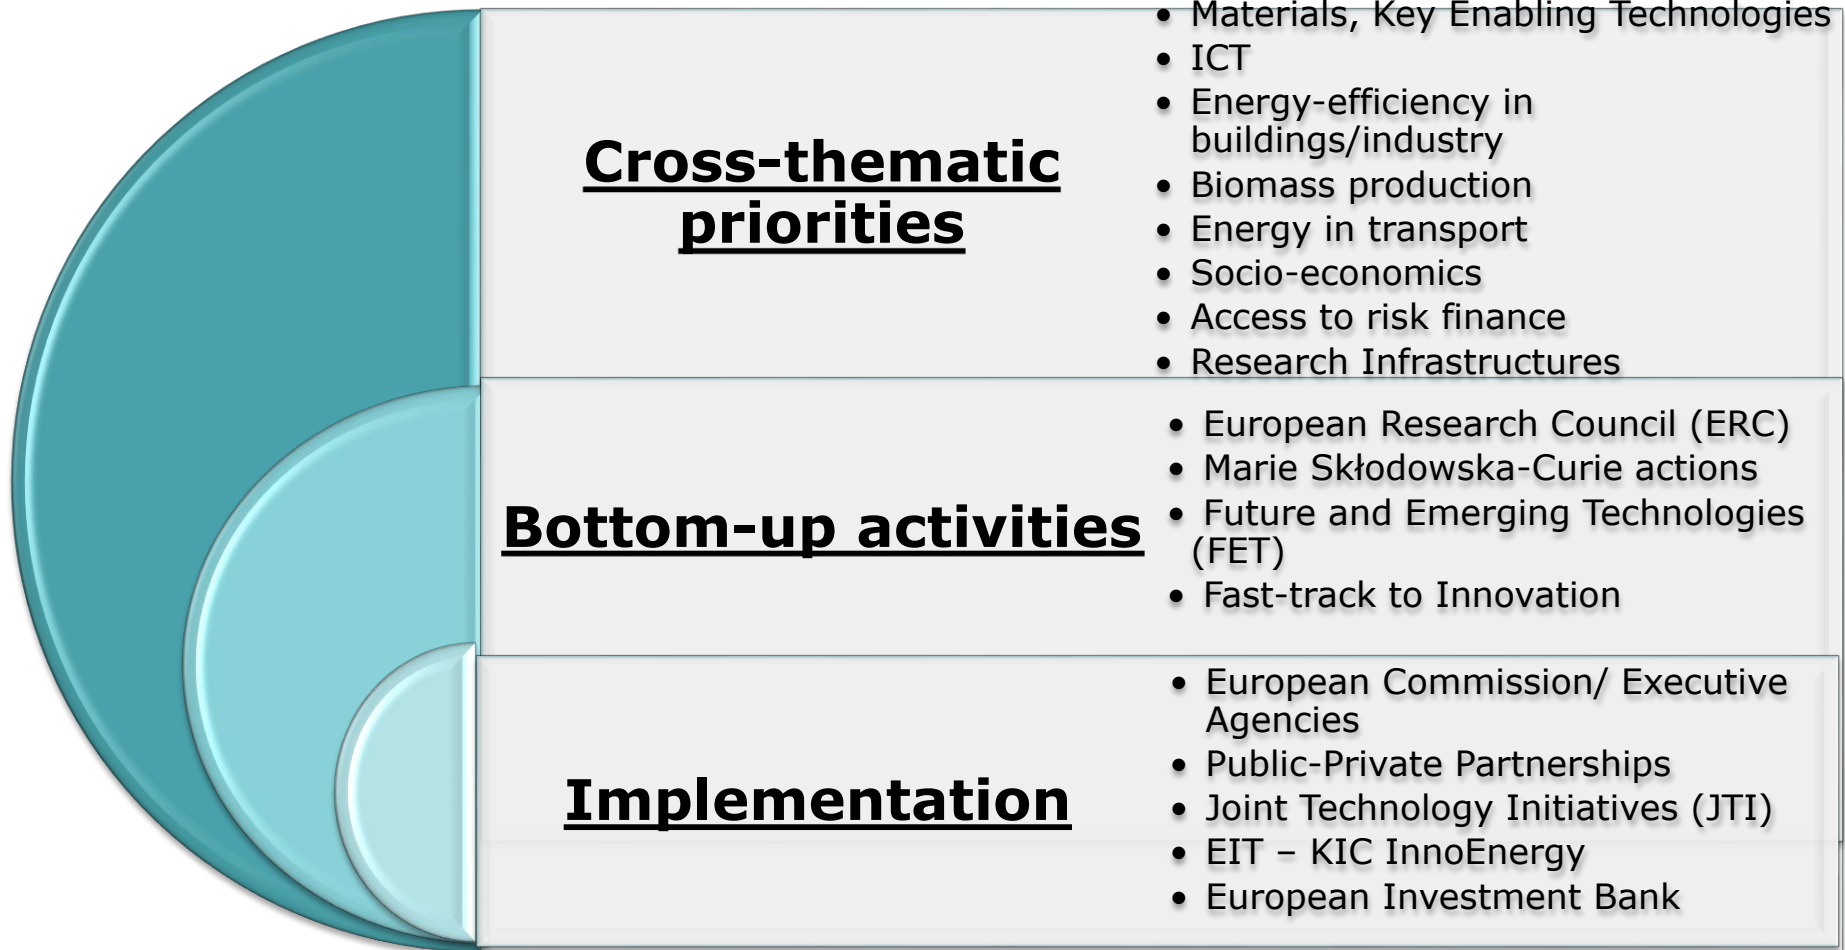 Cross-thematic
priorities
• Materials, Key Enabling Technologies
• ICT
• Energy-efficiency in
buildings/industry
• Biomass production
• Energy in transport
• Socio-economics
• Access to risk finance
• Research Infrastructures
Bottom-up activities
• European Research Council (ERC)
• Marie Skłodowska-Curie actions
• Future and Emerging Technologies
(FET)
• Fast-track to Innovation
Implementation
• European Commission/ Executive
Agencies
• Public-Private Partnerships
• Joint Technology Initiatives (JTI)
• EIT – KIC InnoEnergy
• European Investment Bank